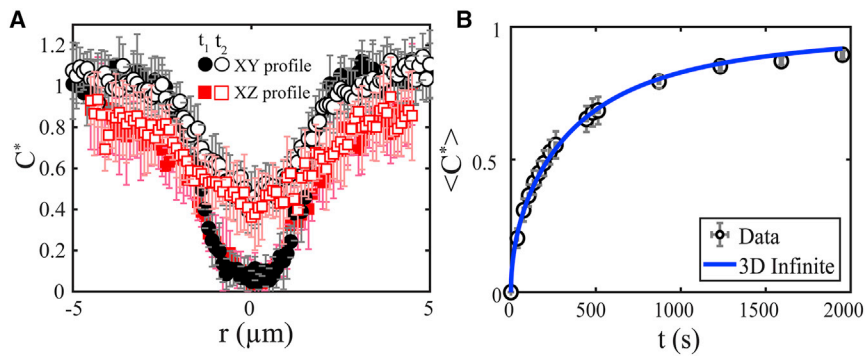 A
t₁ t₂
XY profile
XZ profile
C*
1.2
1
0.8
0.6
0.4
0.2
0
-5
0
5
r (μm)
B
<C*>
1
0.5
0
0
500
1000
1500
2000
t (s)
Data
3D Infinite